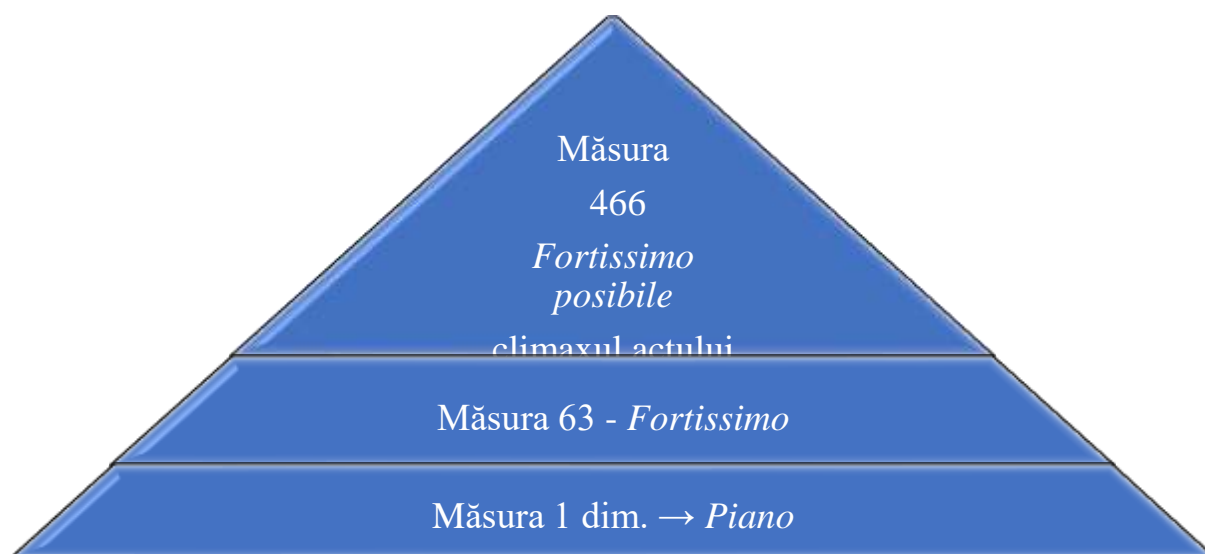 Măsura
466
Fortissimo
posibile
climaxul actului
Măsura 63 - Fortissimo
Măsura 1 dim. → Piano